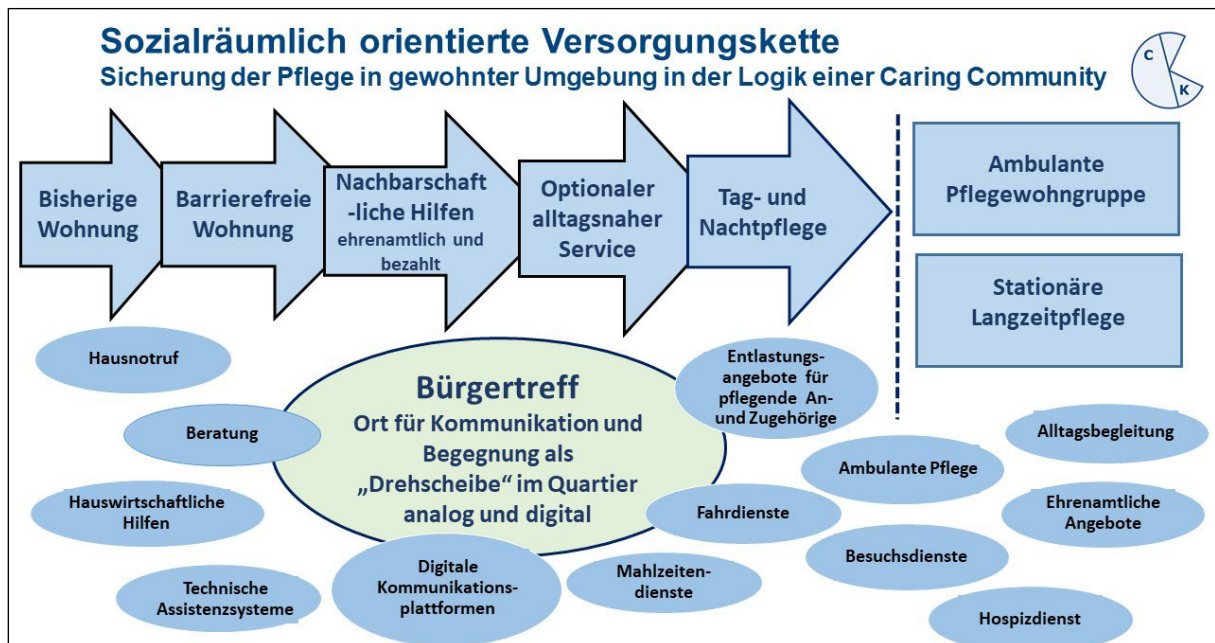 Sozialräumlich orientierte Versorgungskette
Sicherung der Pflege in gewohnter Umgebung in der Logik einer Caring Community
C
K
Bisherige
Wohnung
Barrierefreie
Wohnung
Nachbarschaft
-liche Hilfen
ehrenamtlich und
bezahlt
Optionaler
alltagsnaher
Service
Tag- und
Nachtpflege
Ambulante
Pflegewohngruppe
Stationäre
Langzeitpflege
Hausnotruf
Beratung
Hauswirtschaftliche
Hilfen
Technische
Assistenzsysteme
Bürgertreff
Ort für Kommunikation und
Begegnung als
„Drehscheibe“ im Quartier
analog und digital
Digitale
Kommunikations-
plattformen
Entlastungs-
angebote für
pflegende An-
und Zugehörige
Fahrdienste
Mahlzeiten-
dienste
Ambulante Pflege
Besuchsdienste
Alltagsbegleitung
Ehrenamtliche
Angebote
Hospizdienst